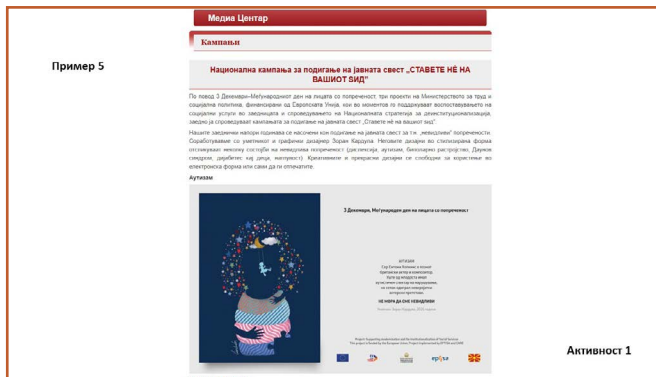 Медиа Центар
Кампањи
Пример 5
Национална кампања за подигање на јавната свест „СТАВЕТЕ НЀ НА
ВАШИОТ ЅИД"
По повод 3 Декември–Меѓународниот ден на лицата со попреченост, три проекти на Министерството за труд и
социјална политика, финансирани од Европската Унија, кои во моментов го поддржуваат воспоставувањето на
социјални услуги во заедницата и спроведувањето на Националната стратегија за деинституционализација,
заедно ја спроведуваат кампањата за подигање на јавната свест „Ставете нè на вашиот ѕид".
Нашите заеднички напори годинава се насочени кон подигање на јавната свест за т.н. „невидливи" попречености.
Соработувавме со уметникот и графички дизајнер Зоран Кардула. Неговите дизајни во стилизирана форма
отсликуваат неколку состојби на невидлива попреченост (дислексија, аутизам, биполарно растројство, Даунов
синдром, дијабетес кај деца, наглувост). Креативните и прекрасни дизајни се слободни за користење во
електронска форма или сами да ги отпечатите.
Аутизам
3 Декември, Меѓународен ден на лицата со попреченост
АУТИЗАМ
НЕ МОРА ДА СМЕ НЕВИДЛИВИ
eptisa
Активност 1